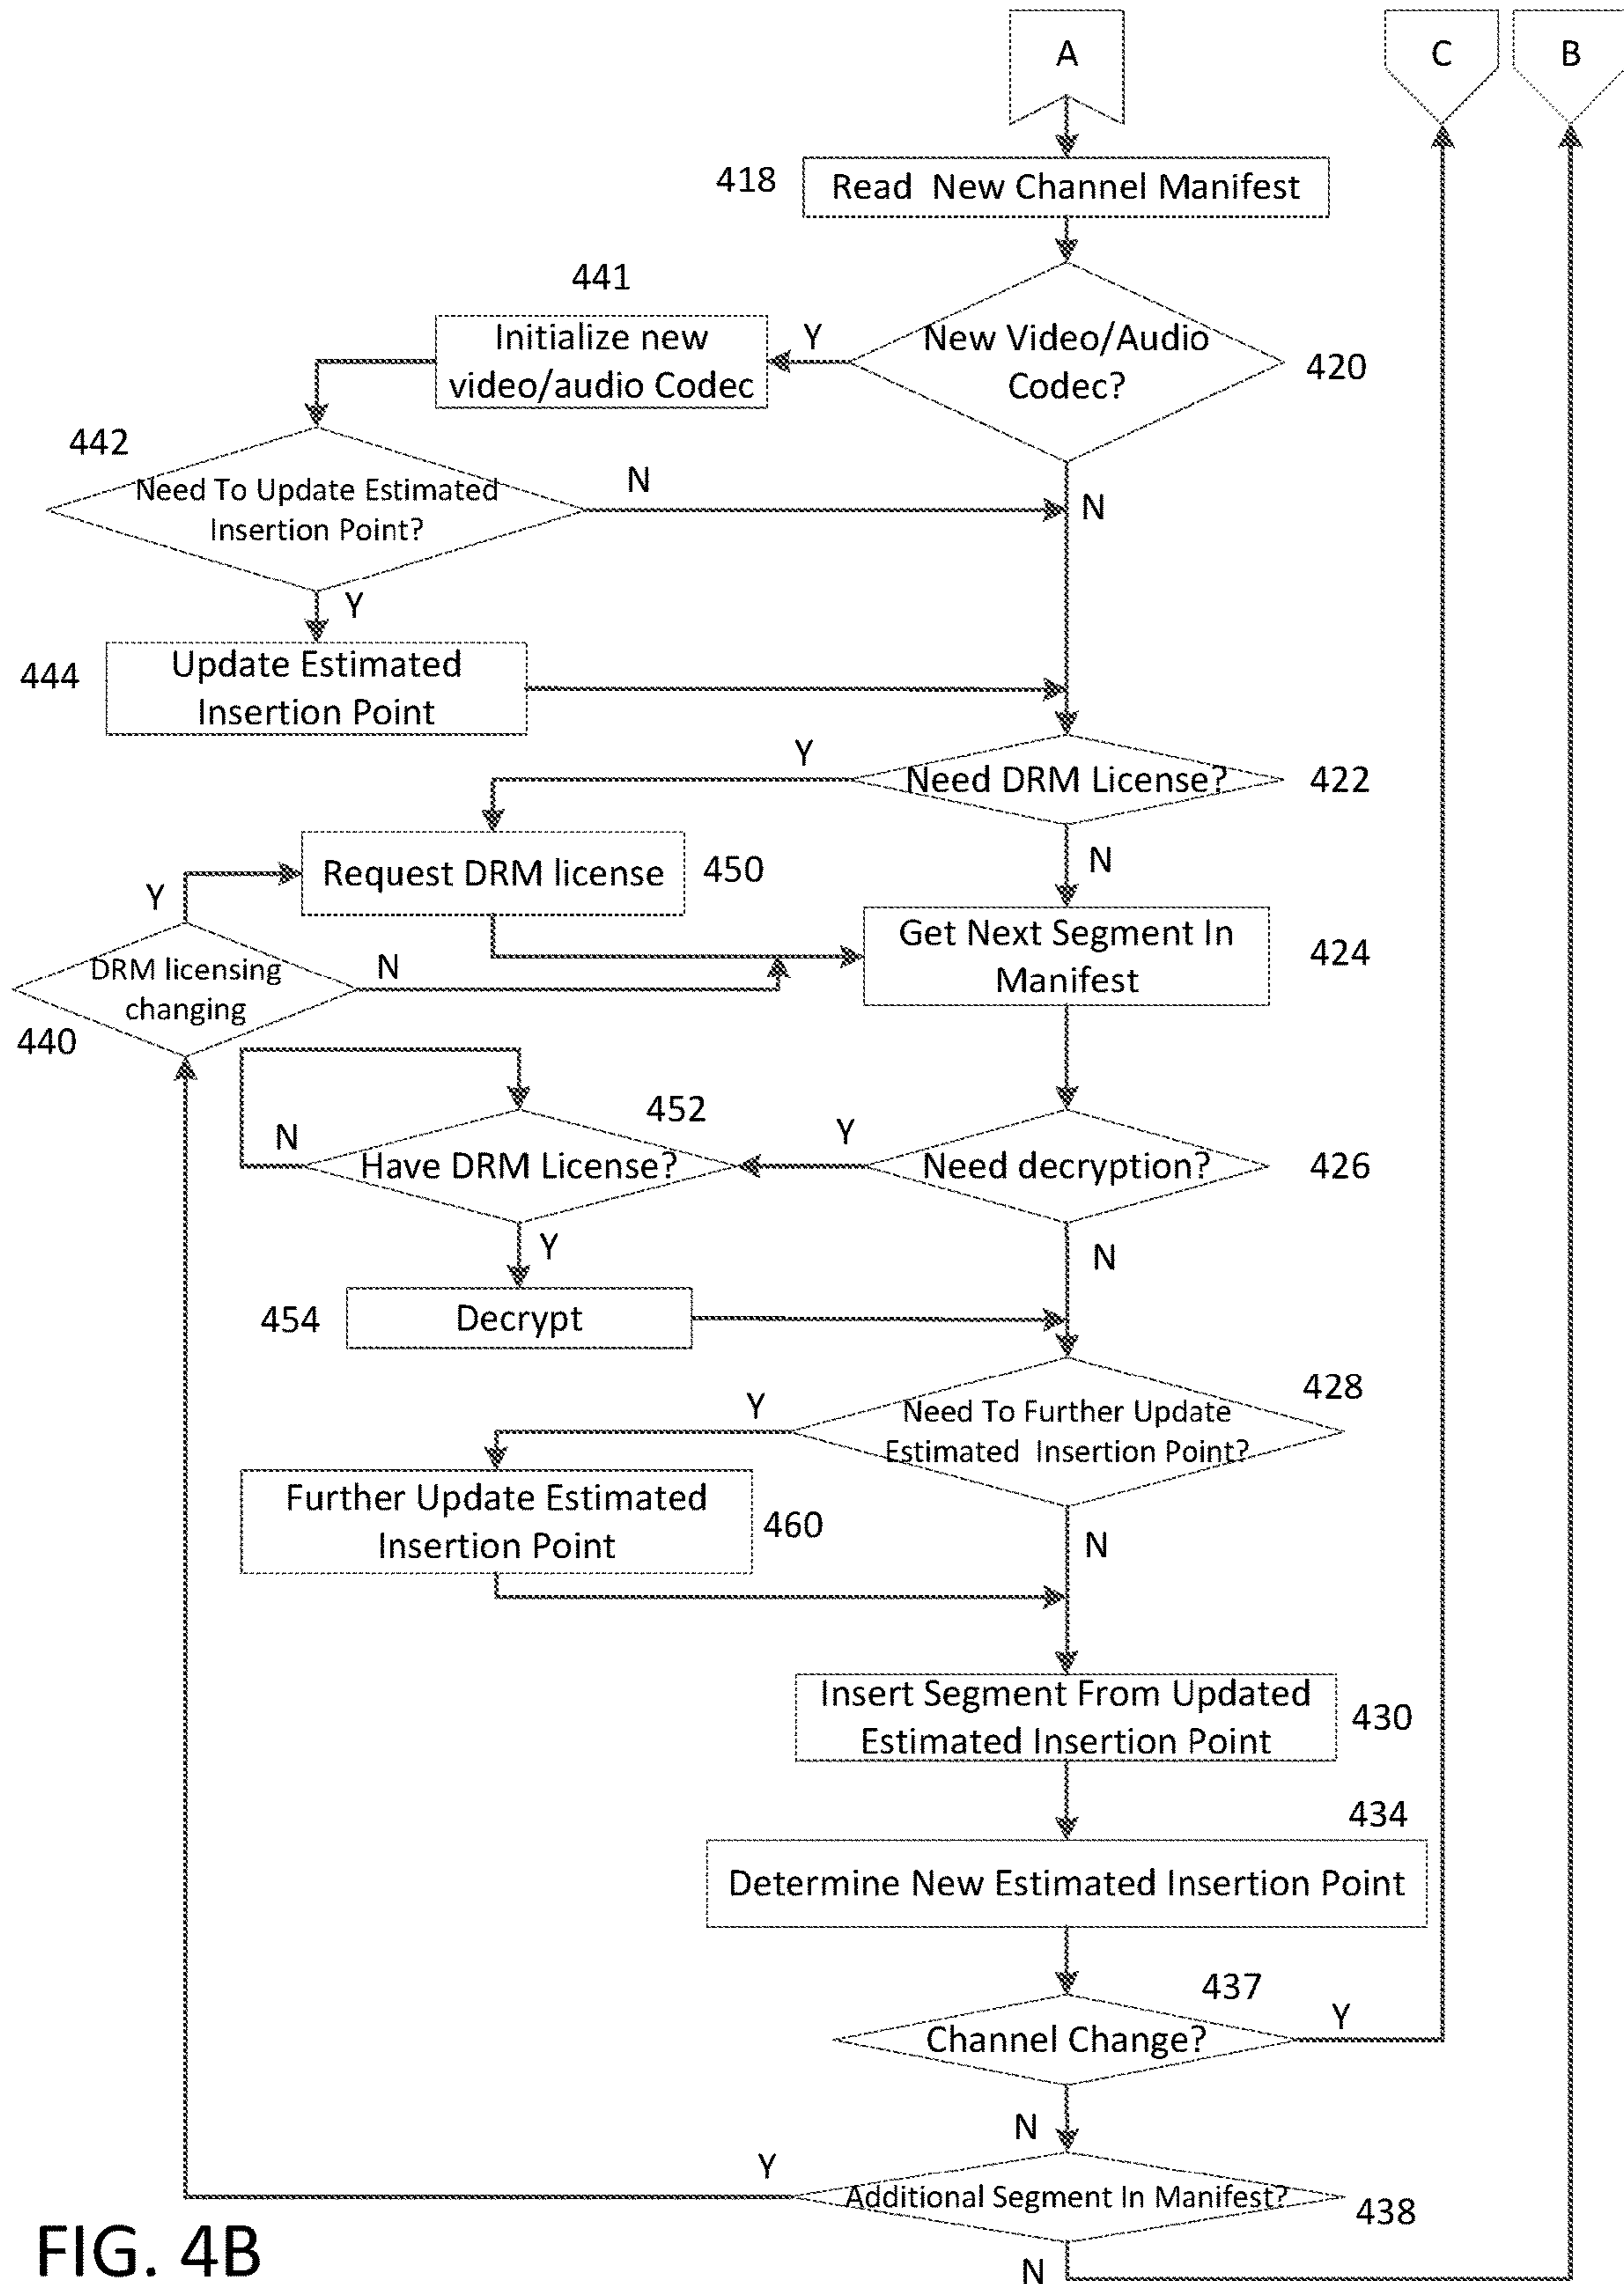 A
C
B
418
Read New Channel Manifest
441
Initialize new
video/audio Codec
Y
New Video/Audio
Codec?
420
442
Need To Update Estimated
Insertion Point?
N
N
Y
444
Update Estimated
Insertion Point
Y
Need DRM License?
422
Request DRM license
450
N
Y
DRM licensing
changing
N
440
Get Next Segment In
Manifest
424
452
N
Have DRM License?
Y
Need decryption?
426
Y
N
454
Decrypt
428
Y
Need To Further Update
Estimated Insertion Point?
Further Update Estimated
Insertion Point
460
N
Insert Segment From Updated
Estimated Insertion Point
430
434
Determine New Estimated Insertion Point
437
Channel Change?
Y
N
Y
Additional Segment In Manifest?
438
N
FIG. 4B